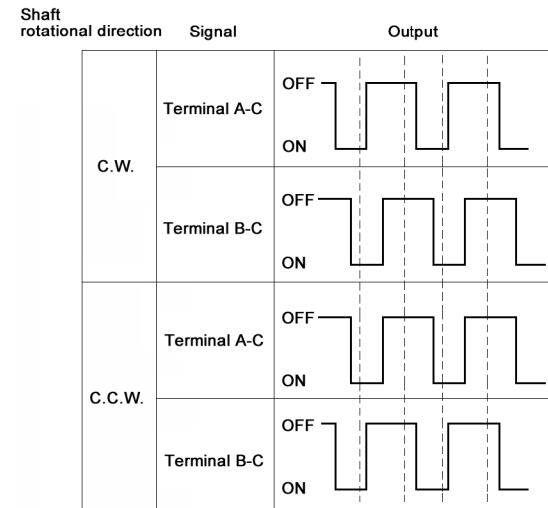 Shaft
rotational direction Signal Output
OFF
Terminal A-C
ON
C.W.
OFF
Terminal B-C
ON
OFF
Terminal A-C
ON
C.C.W.
OFF
Terminal B-C
ON